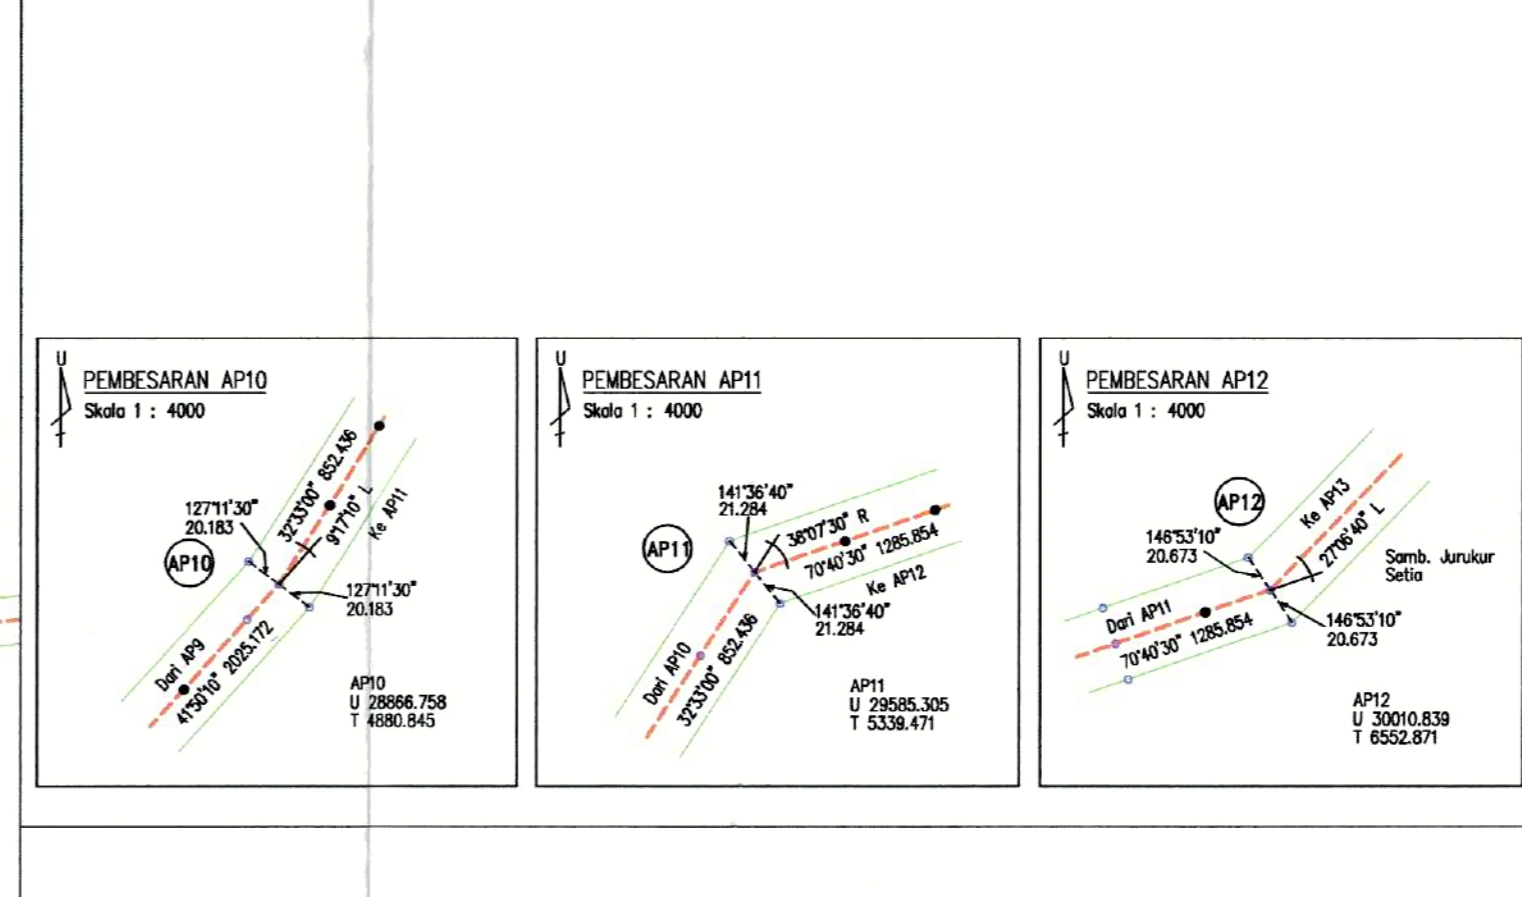 U
PEMBESARAN AP10
Skala 1 : 4000
32°33'00" 852.436
9°17'10" L
Ke AP11
127°11'30"
20.183
AP10
127°11'30"
20.183
Dari AP9
41°50'10" 2025.172
AP10
U 28866.758
T 4880.845
U
PEMBESARAN AP11
Skala 1 : 4000
141°36'40"
21.284
AP11
38°07'30" R
70°40'30" 1285.854
Ke AP12
141°36'40"
21.284
Dari AP10
32°33'00" 852.436
AP11
U 29585.305
T 5339.471
U
PEMBESARAN AP12
Skala 1 : 4000
AP12
Ke AP13
146°53'10"
20.673
27°06'40" L
Samb. Jurukur
Setia
Dari AP11
70°40'30" 1285.854
146°53'10"
20.673
AP12
U 30010.839
T 6552.871